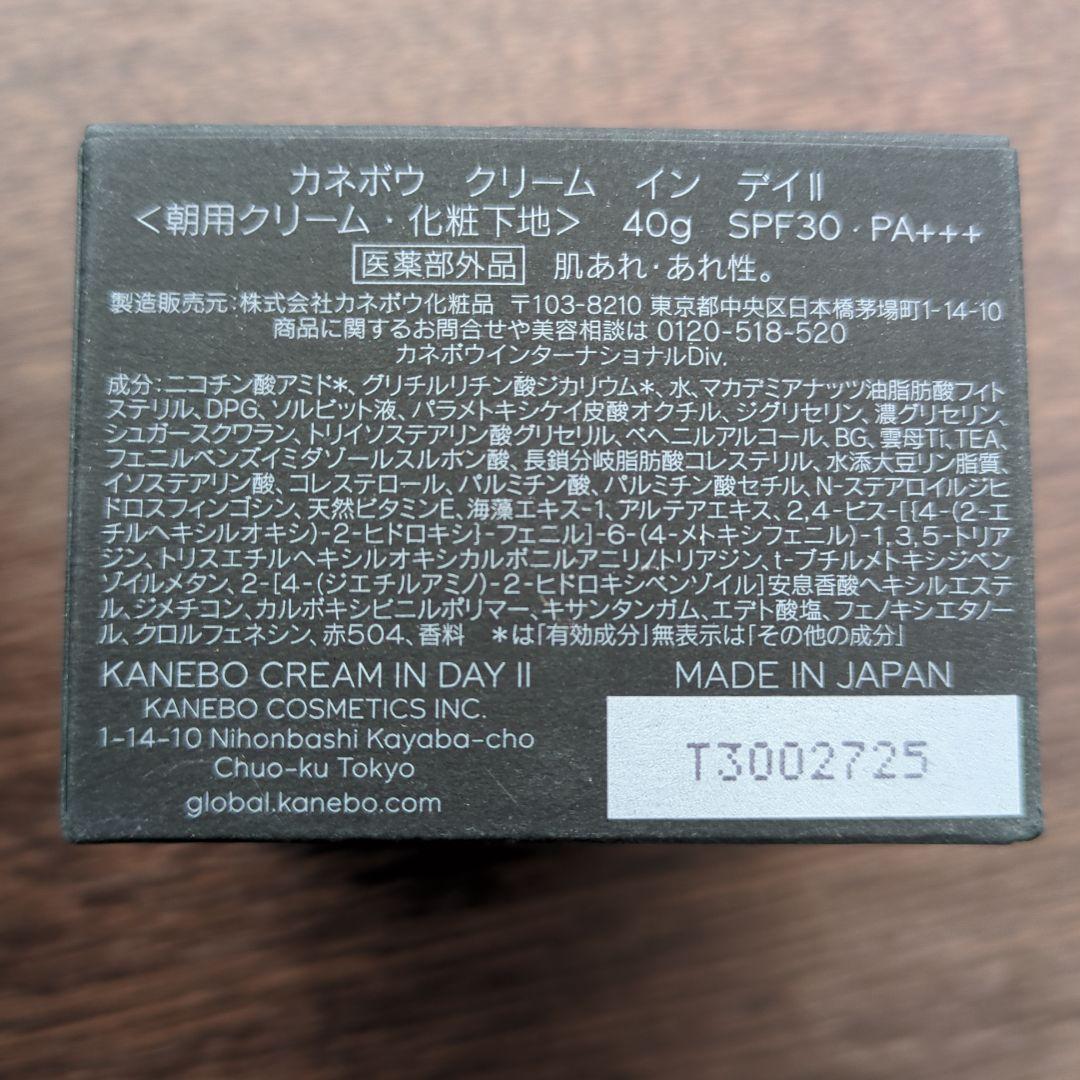 カネボウ クリーム イン デイⅡ
<朝用クリーム・化粧下地> 40g SPF30・PA+++
医薬部外品 肌あれ・あれ性。
製造販売元:株式会社カネボウ化粧品 〒103-8210 東京都中央区日本橋茅場町1-14-10
商品に関するお問合せや美容相談は 0120-518-520
カネボウインターナショナルDiv.
成分:ニコチン酸アミド*、グリチルリチン酸ジカリウム*、水、マカデミアナッツ油脂肪酸フイト
ステリル、DPG、ソルビット液、パラメトキシケイ皮酸オクチル、ジグリセリン、濃グリセリン、
シュガースクワラン、トリイソステアリン酸グリセリル、ベヘニルアルコール、BG、雲母Ti、TEA、
フェニルベンズイミダゾールスルホン酸、長鎖分岐脂肪酸コレステリル、水添大豆リン脂質、
イソステアリン酸、コレステロール、パルミチン酸、パルミチン酸セチル、N-ステアロイルジヒ
ドロスフィンゴシン、天然ビタミンE、海藻エキス-1、アルテアエキス、2,4-ビス-[{4-(2-エ
チルヘキシルオキシ)-2-ヒドロキシ}-フェニル]-6-(4-メトキシフェニル)-1,3,5-トリア
ジン、トリスエチルヘキシルオキシカルボニルアニリノトリアジン、t-ブチルメトキシジベン
ゾイルメタン、2-[4-(ジエチルアミノ)-2-ヒドロキシベンゾイル]安息香酸ヘキシルエステ
ル、ジメチコン、カルボキシビニルポリマー、キサンタンガム、エデト酸塩、フェノキシエタノー
ル、クロルフェネシン、赤504、香料 *は「有効成分」無表示は「その他の成分」
KANEBO CREAM IN DAY II
KANEBO COSMETICS INC.
1-14-10 Nihonbashi Kayaba-cho
Chuo-ku Tokyo
global.kanebo.com
MADE IN JAPAN
T3002725